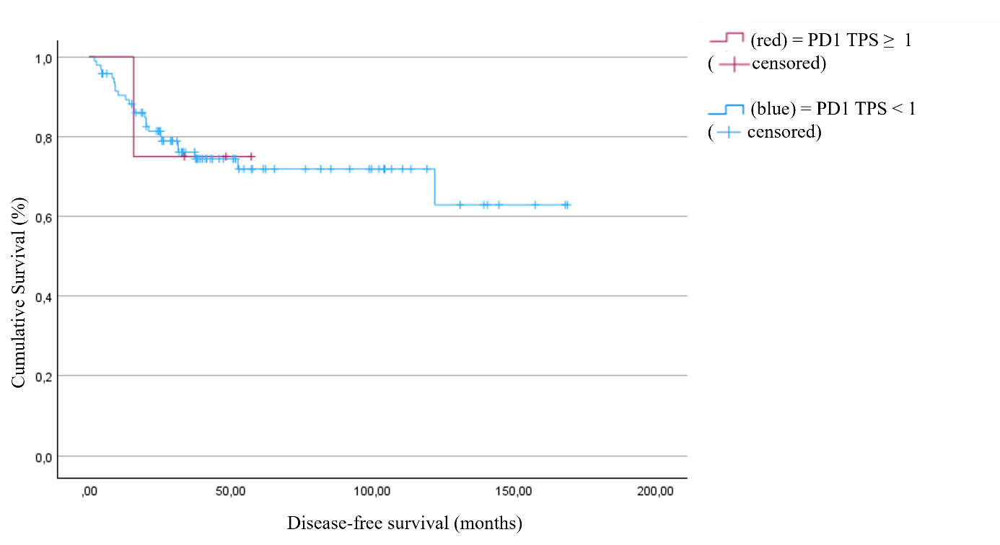 (red) = PD1 TPS ≥ 1
( censored)
(blue) = PD1 TPS < 1
( censored)
Cumulative Survival (%)
1,0
0,8
0,6
0,4
0,2
0,0
,00 50,00 100,00 150,00 200,00
Disease-free survival (months)